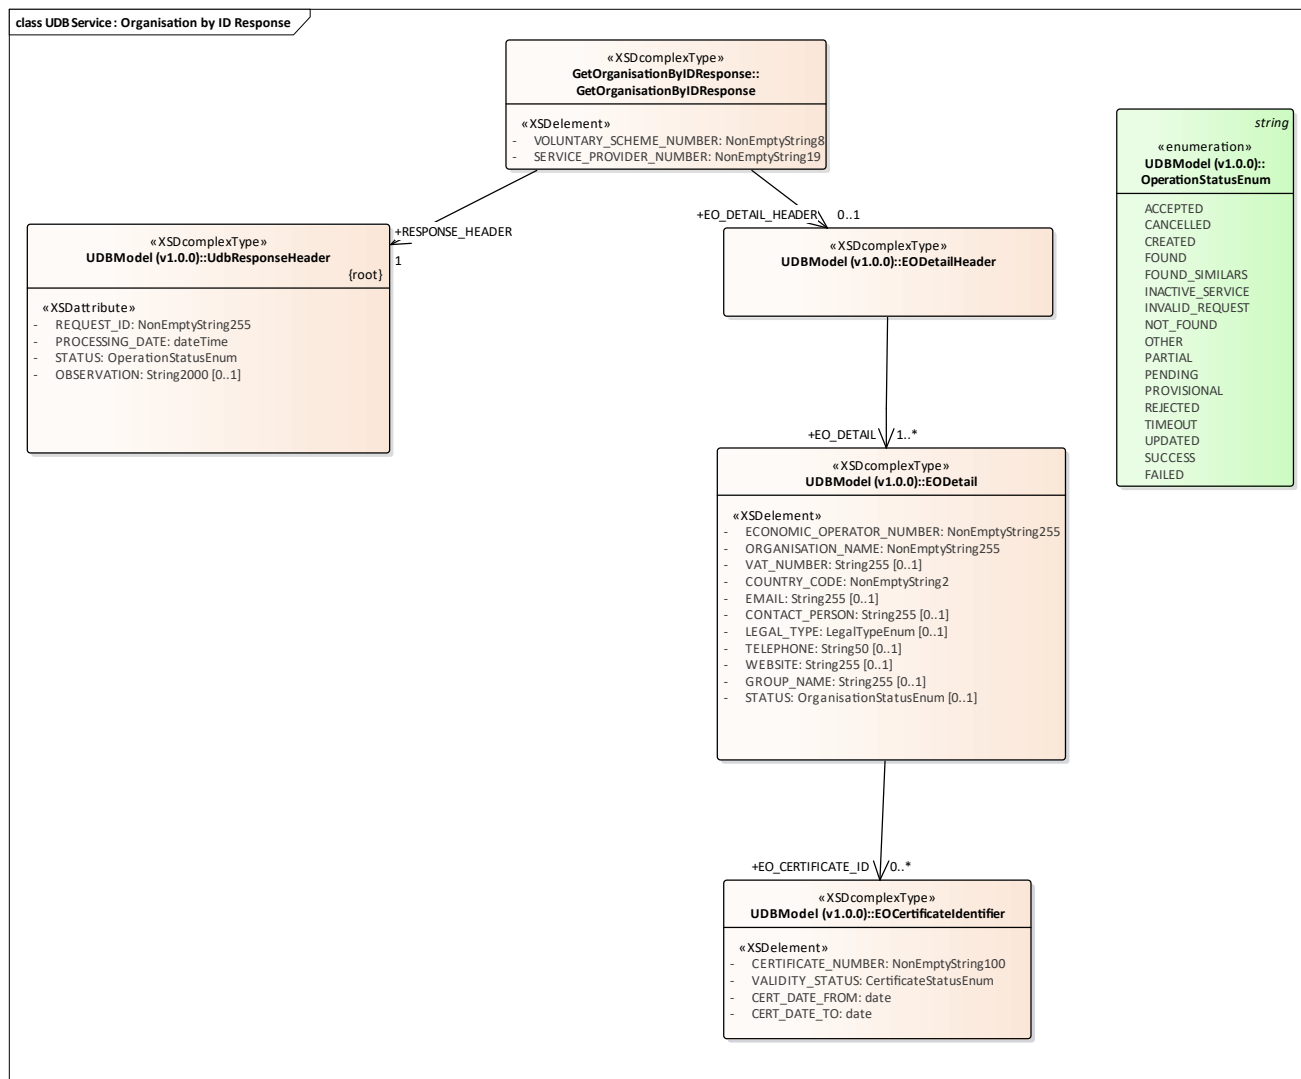 class UDB Service : Organisation by ID Response
«XSDcomplexType»
GetOrganisationByIDResponse::
GetOrganisationByIDResponse
«XSDelement»
- VOLUNTARY_SCHEME_NUMBER: NonEmptyString8
- SERVICE_PROVIDER_NUMBER: NonEmptyString19
string
«enumeration»
UDBModel (v1.0.0)::
OperationStatusEnum
ACCEPTED
CANCELLED
CREATED
FOUND
FOUND_SIMILARS
INACTIVE_SERVICE
INVALID_REQUEST
NOT_FOUND
OTHER
PARTIAL
PENDING
PROVISIONAL
REJECTED
TIMEOUT
UPDATED
SUCCESS
FAILED
+RESPONSE_HEADER
1
+EO_DETAIL_HEADER
0..1
«XSDcomplexType»
UDBModel (v1.0.0)::UdbResponseHeader
{root}
«XSDattribute»
- REQUEST_ID: NonEmptyString255
- PROCESSING_DATE: dateTime
- STATUS: OperationStatusEnum
- OBSERVATION: String2000 [0..1]
«XSDcomplexType»
UDBModel (v1.0.0)::EODetailHeader
+EO_DETAIL
1..*
«XSDcomplexType»
UDBModel (v1.0.0)::EODetail
«XSDelement»
- ECONOMIC_OPERATOR_NUMBER: NonEmptyString255
- ORGANISATION_NAME: NonEmptyString255
- VAT_NUMBER: String255 [0..1]
- COUNTRY_CODE: NonEmptyString2
- EMAIL: String255 [0..1]
- CONTACT_PERSON: String255 [0..1]
- LEGAL_TYPE: LegalTypeEnum [0..1]
- TELEPHONE: String50 [0..1]
- WEBSITE: String255 [0..1]
- GROUP_NAME: String255 [0..1]
- STATUS: OrganisationStatusEnum [0..1]
+EO_CERTIFICATE_ID
0..*
«XSDcomplexType»
UDBModel (v1.0.0)::EOCertificateIdentifier
«XSDelement»
- CERTIFICATE_NUMBER: NonEmptyString100
- VALIDITY_STATUS: CertificateStatusEnum
- CERT_DATE_FROM: date
- CERT_DATE_TO: date